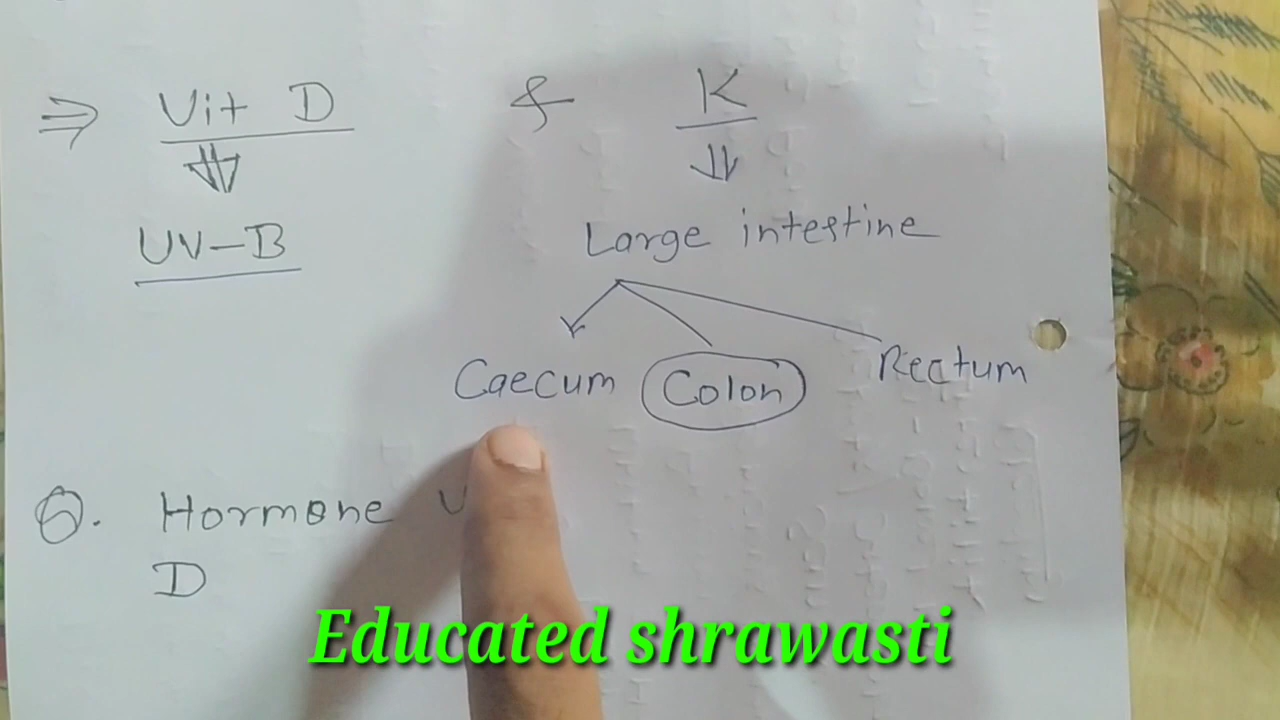 ⇒ Vit D & K
UV-B
Large intestine
Caecum Colon Rectum
Q. Hormone
D
Educated shrawasti